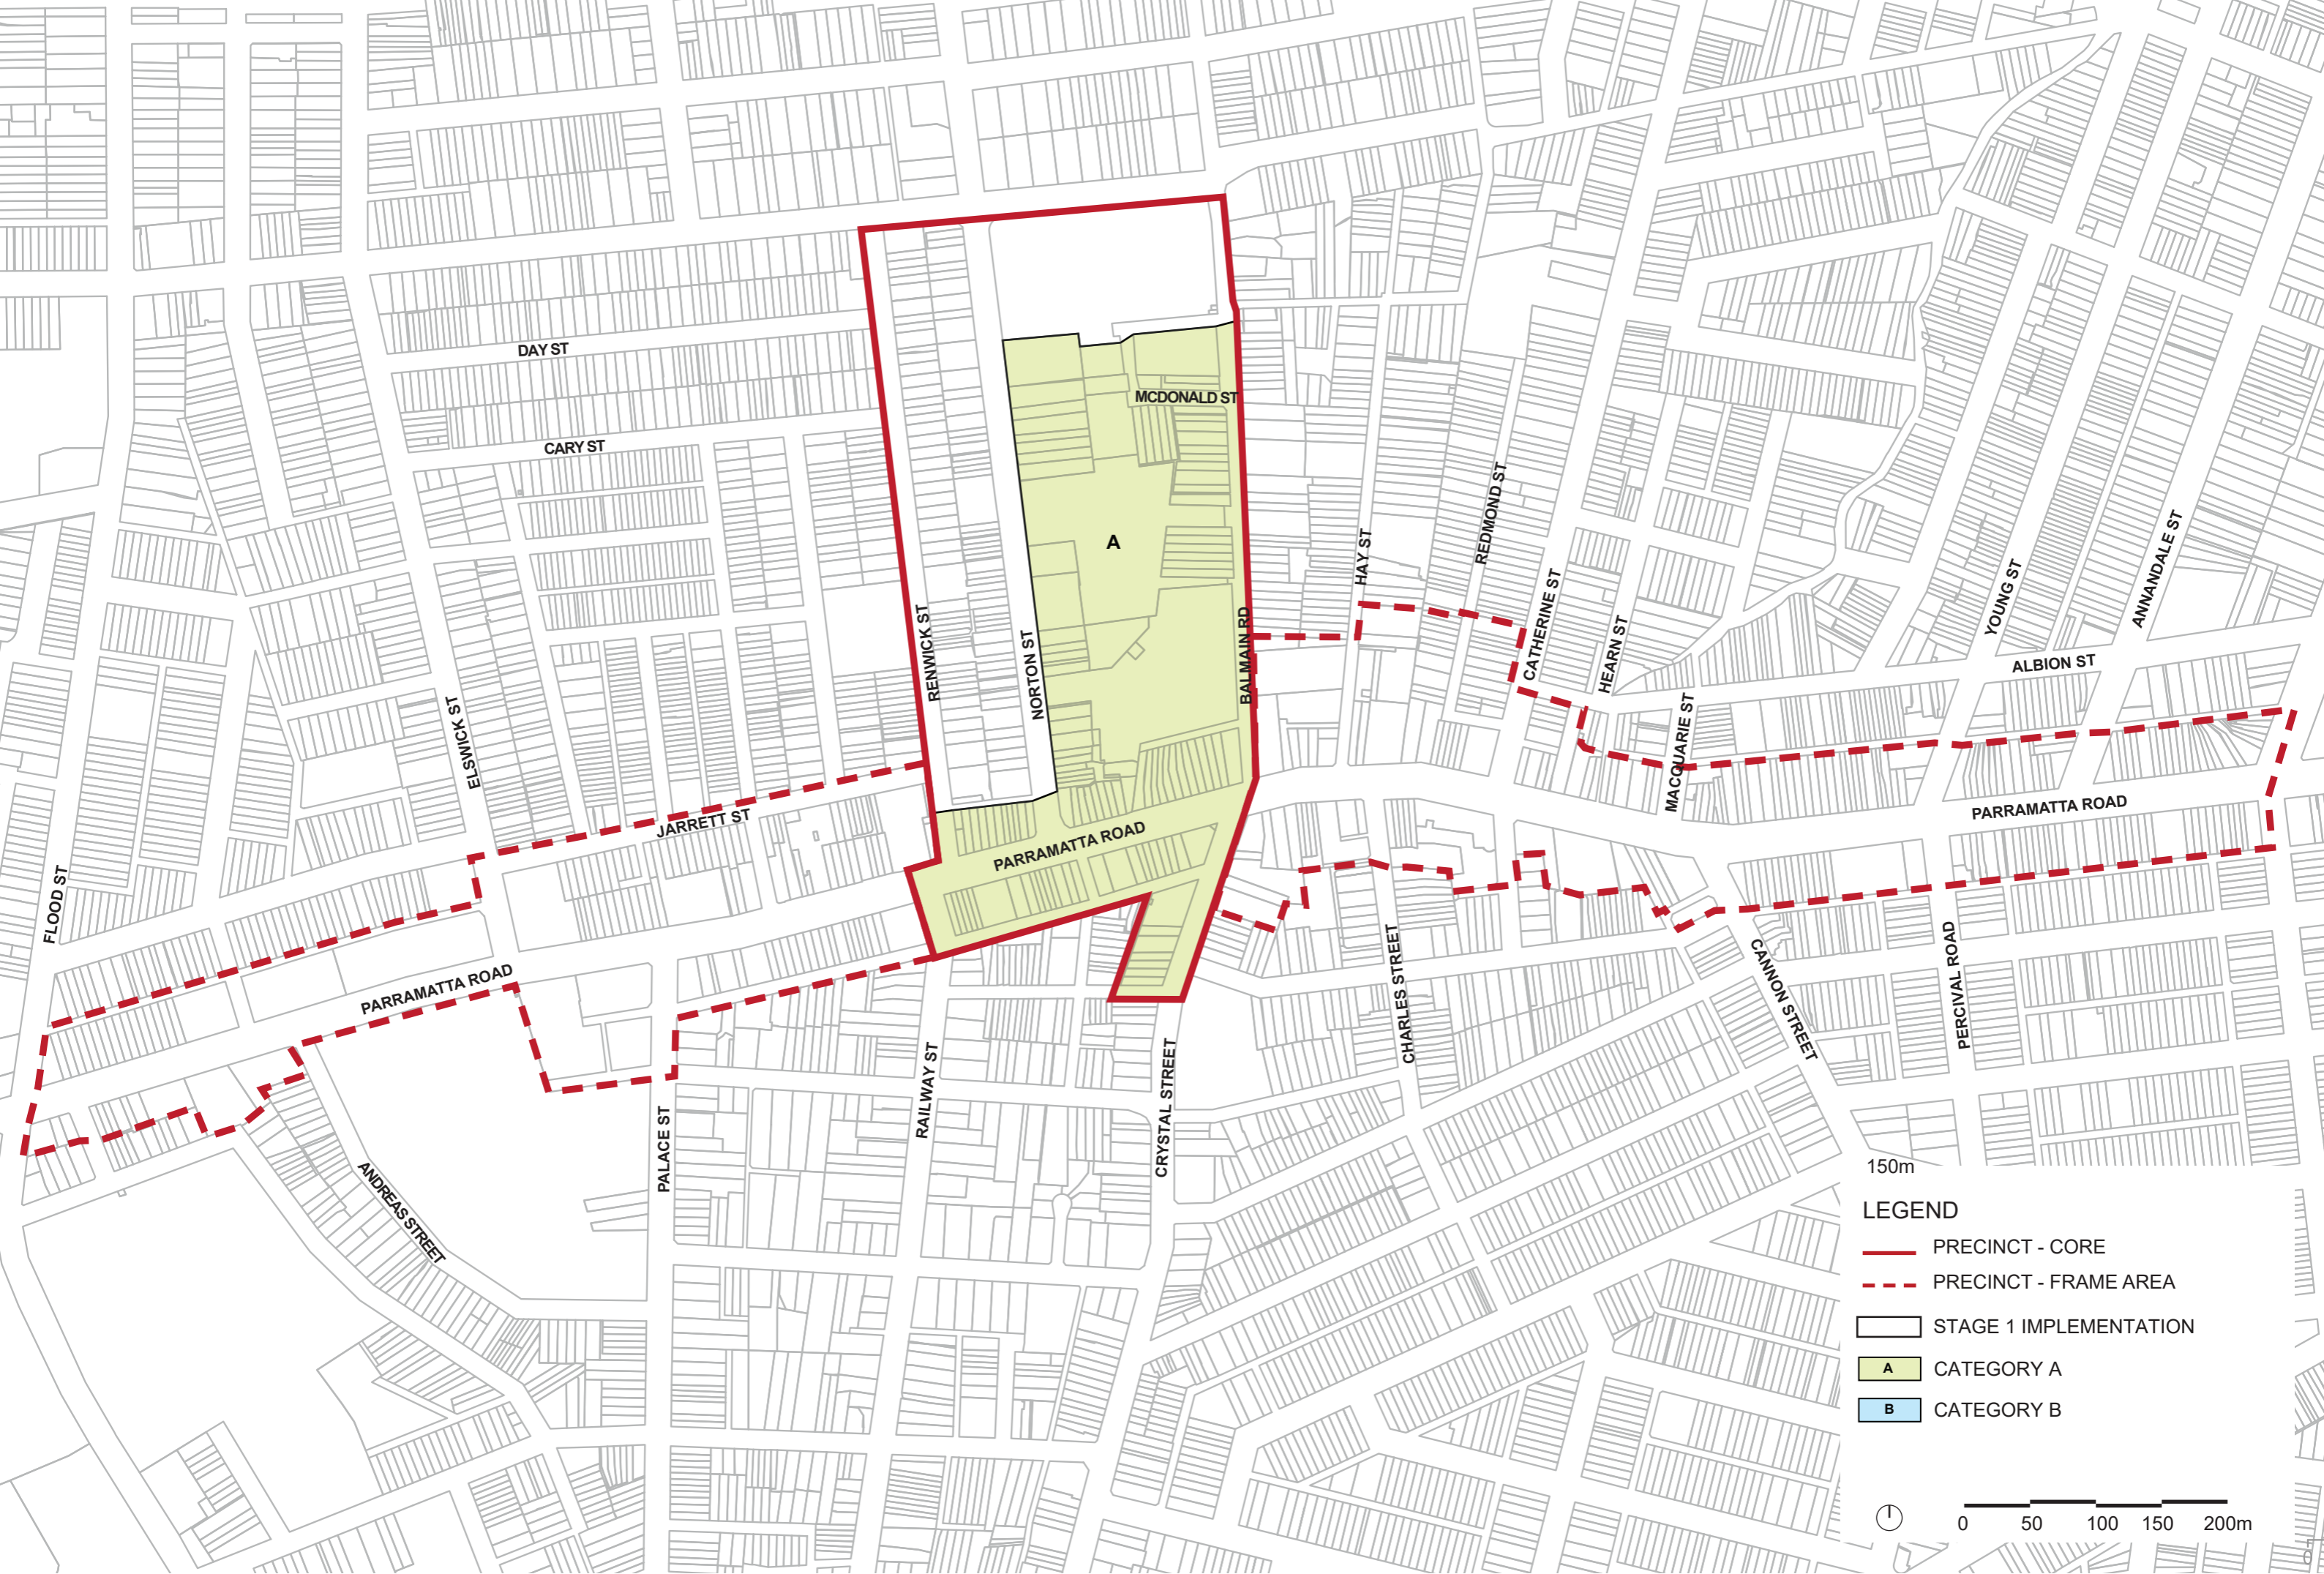 DAY ST
MCDONALD ST
CARY ST
A
REDMOND ST
HAY ST
ANNANDALE ST
YOUNG ST
CATHERINE ST
HEARN ST
RENWICK ST
NORTON ST
BALMAIN RD
ALBION ST
ELSWICK ST
MACQUARIE ST
JARRETT ST
PARRAMATTA ROAD
PARRAMATTA ROAD
FLOOD ST
PARRAMATTA ROAD
CHARLES STREET
CANNON STREET
PERCIVAL ROAD
RAILWAY ST
CRYSTAL STREET
PALACE ST
ANDREAS STREET
150m
LEGEND
PRECINCT - CORE
PRECINCT - FRAME AREA
STAGE 1 IMPLEMENTATION
A CATEGORY A
B CATEGORY B
0 50 100 150 200m